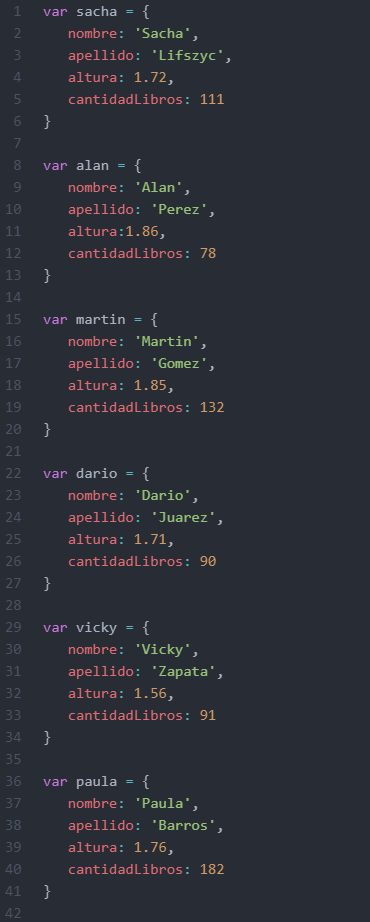 1 var sacha = {
2 nombre: 'Sacha',
3 apellido: 'Lifszyc',
4 altura: 1.72,
5 cantidadLibros: 111
6 }
7
8 var alan = {
9 nombre: 'Alan',
10 apellido: 'Perez',
11 altura:1.86,
12 cantidadLibros: 78
13 }
14
15 var martin = {
16 nombre: 'Martin',
17 apellido: 'Gomez',
18 altura: 1.85,
19 cantidadLibros: 132
20 }
21
22 var dario = {
23 nombre: 'Dario',
24 apellido: 'Juarez',
25 altura: 1.71,
26 cantidadLibros: 90
27 }
28
29 var vicky = {
30 nombre: 'Vicky',
31 apellido: 'Zapata',
32 altura: 1.56,
33 cantidadLibros: 91
34 }
35
36 var paula = {
37 nombre: 'Paula',
38 apellido: 'Barros',
39 altura: 1.76,
40 cantidadLibros: 182
41 }
42